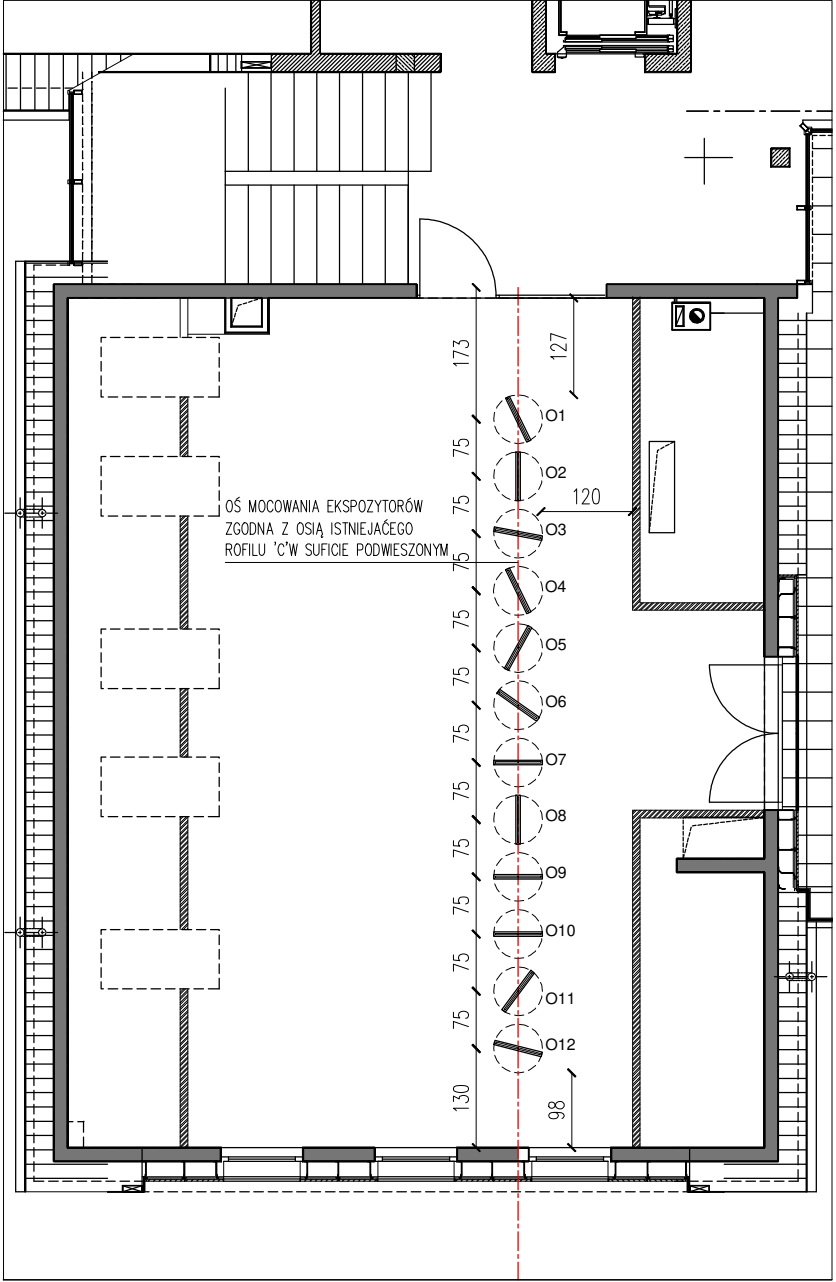 173
127
O1
75
O2
75
120
OŚ MOCOWANIA EKSPOZYTORÓW
ZGODNA Z OSIĄ ISTNIEJAĆEGO
ROFILU 'C'W SUFICIE PODWIESZONYM
O3
75
O4
75
O5
75
O6
75
O7
75
O8
75
O9
75
O10
75
O11
75
O12
130
98